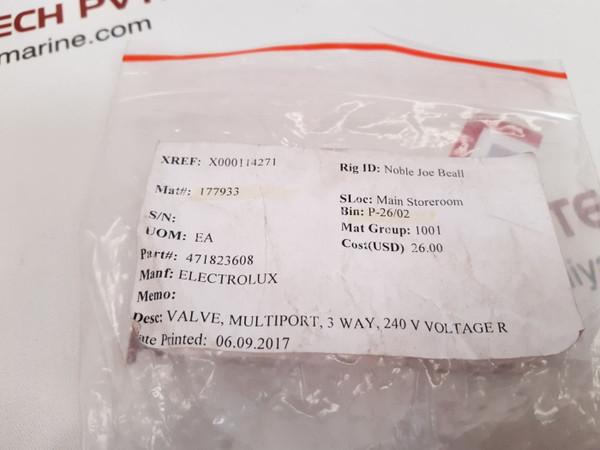 ECH PVT
marine.com
XREF: X000114271
Rig ID: Noble Joe Beall
Mat#: 177933
SLoc: Main Storeroom
S/N:
Bin: P-26/02
UOM: EA
Mat Group: 1001
Part#: 471823608
Cost(USD) 26.00
Manf: ELECTROLUX
Memo:
Desc: VALVE, MULTIPORT, 3 WAY, 240 V VOLTAGE R
ate Printed: 06.09.2017